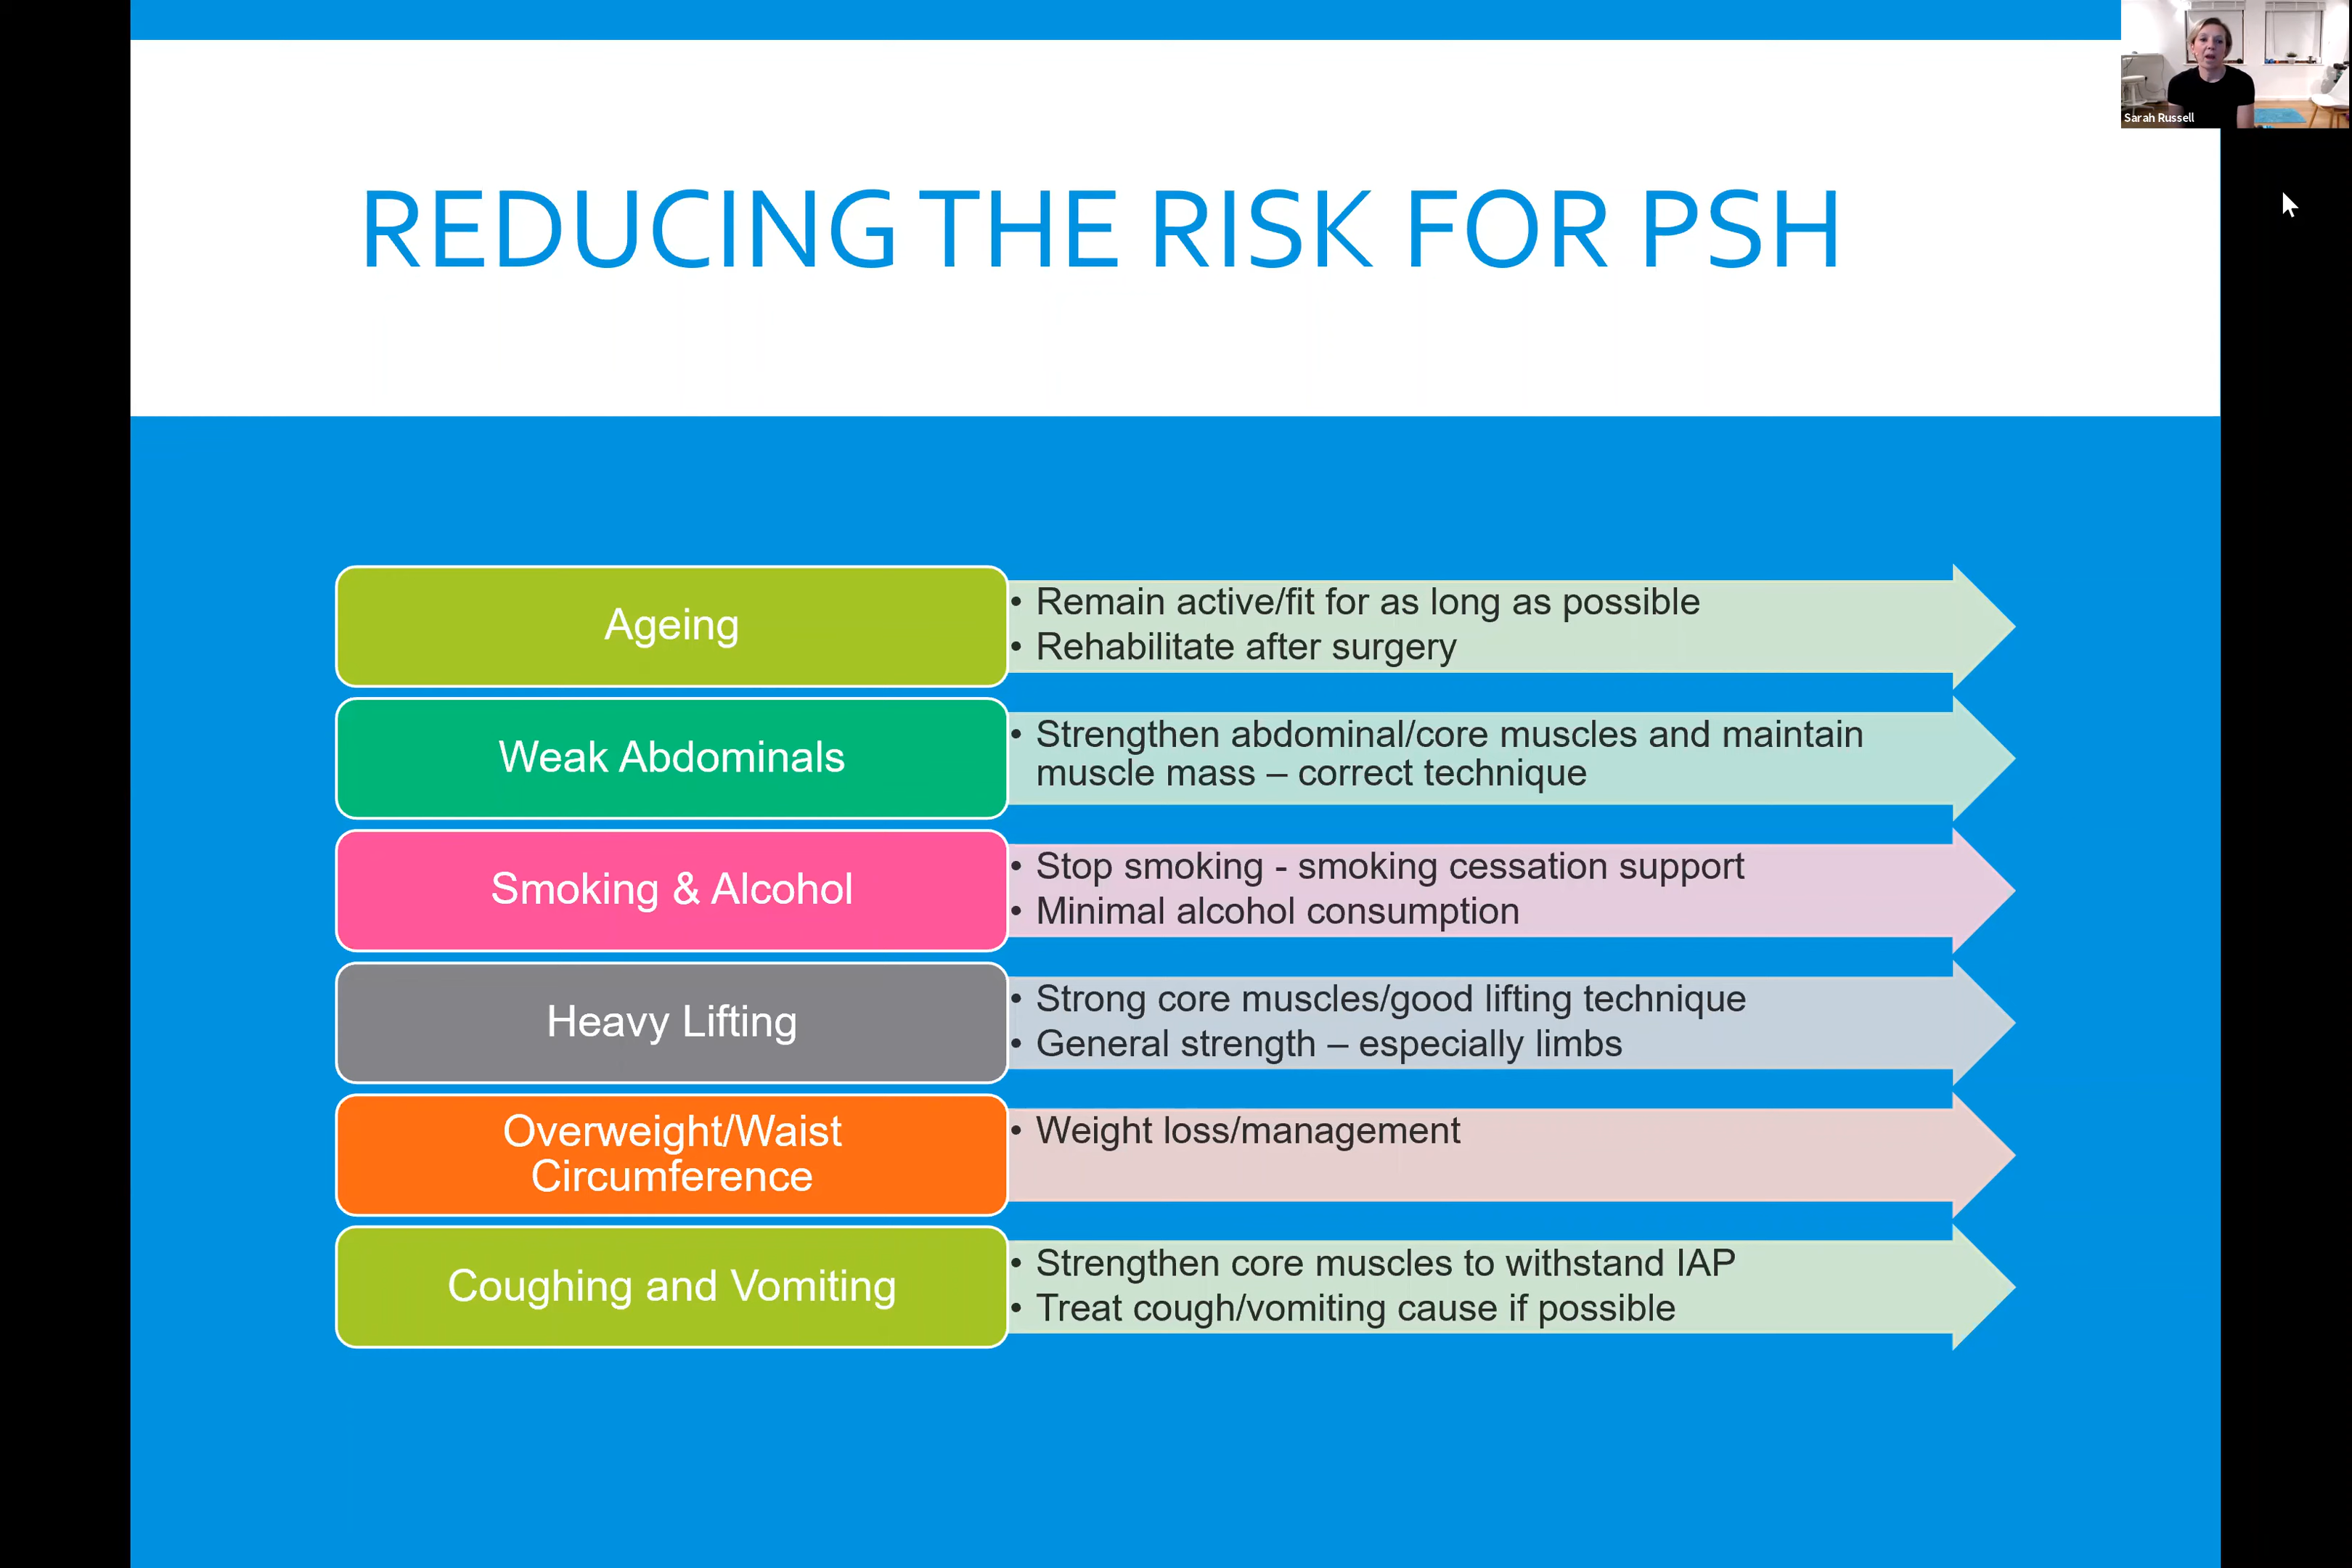 Sarah Russell
REDUCING THE RISK FOR PSH
Ageing
• Remain active/fit for as long as possible
• Rehabilitate after surgery
Weak Abdominals
• Strengthen abdominal/core muscles and maintain
muscle mass – correct technique
Smoking & Alcohol
• Stop smoking - smoking cessation support
• Minimal alcohol consumption
Heavy Lifting
• Strong core muscles/good lifting technique
• General strength – especially limbs
Overweight/Waist
Circumference
• Weight loss/management
Coughing and Vomiting
• Strengthen core muscles to withstand IAP
• Treat cough/vomiting cause if possible